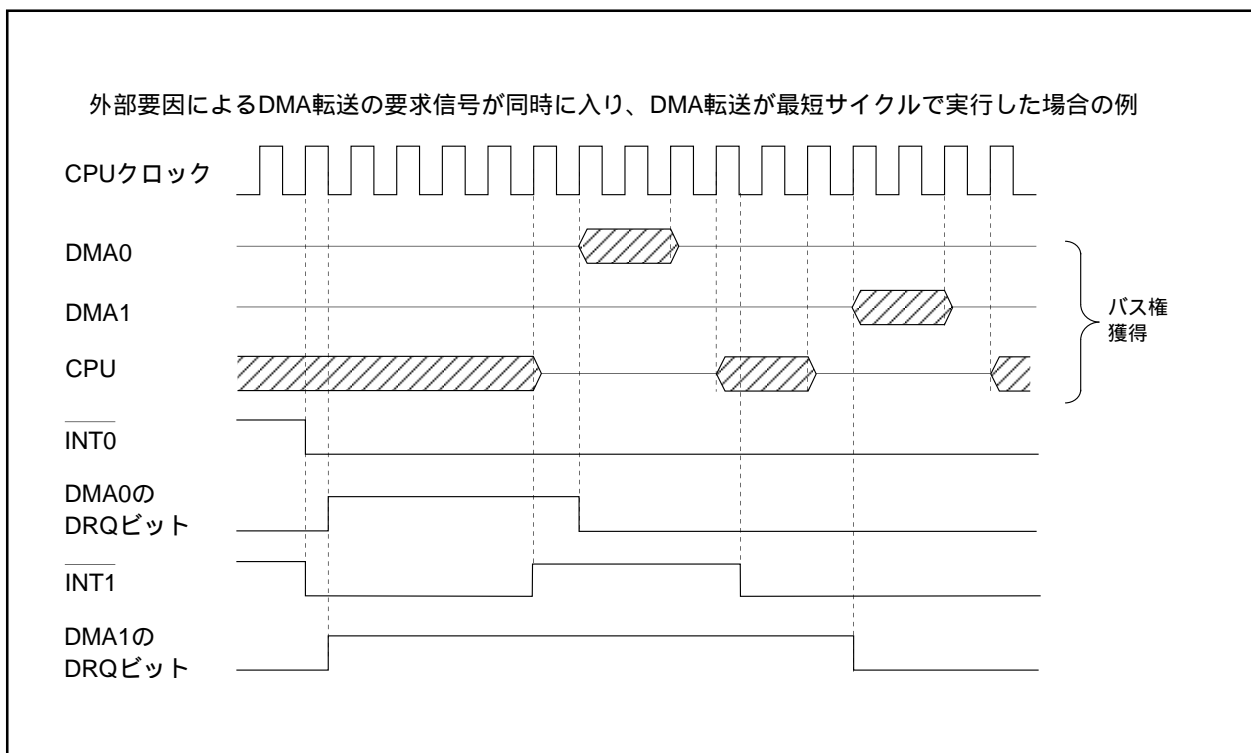 外部要因によるDMA転送の要求信号が同時に入り、DMA転送が最短サイクルで実行した場合の例
CPUクロック
DMA0
DMA1
CPU
バス権
獲得
INT0
DMA0の
DRQビット
INT1
DMA1の
DRQビット